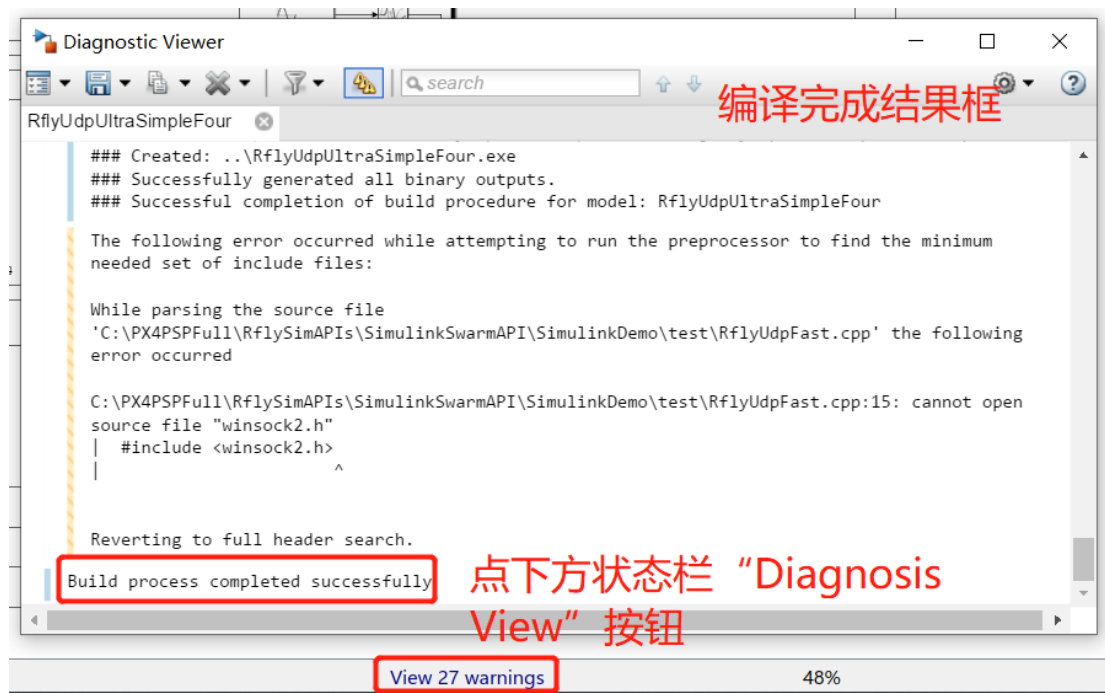 Diagnostic Viewer
search
编译完成结果框
RflyUdpUltraSimpleFour
### Created: ..\RflyUdpUltraSimpleFour.exe
### Successfully generated all binary outputs.
### Successful completion of build procedure for model: RflyUdpUltraSimpleFour
The following error occurred while attempting to run the preprocessor to find the minimum
needed set of include files:
While parsing the source file
'C:\PX4PSPFull\RflySimAPIs\SimulinkSwarmAPI\SimulinkDemo\test\RflyUdpFast.cpp' the following
error occurred
C:\PX4PSPFull\RflySimAPIs\SimulinkSwarmAPI\SimulinkDemo\test\RflyUdpFast.cpp:15: cannot open
source file "winsock2.h"
| #include <winsock2.h>
| ^
Reverting to full header search.
Build process completed successfully
点下方状态栏“Diagnosis
View”按钮
View 27 warnings
48%